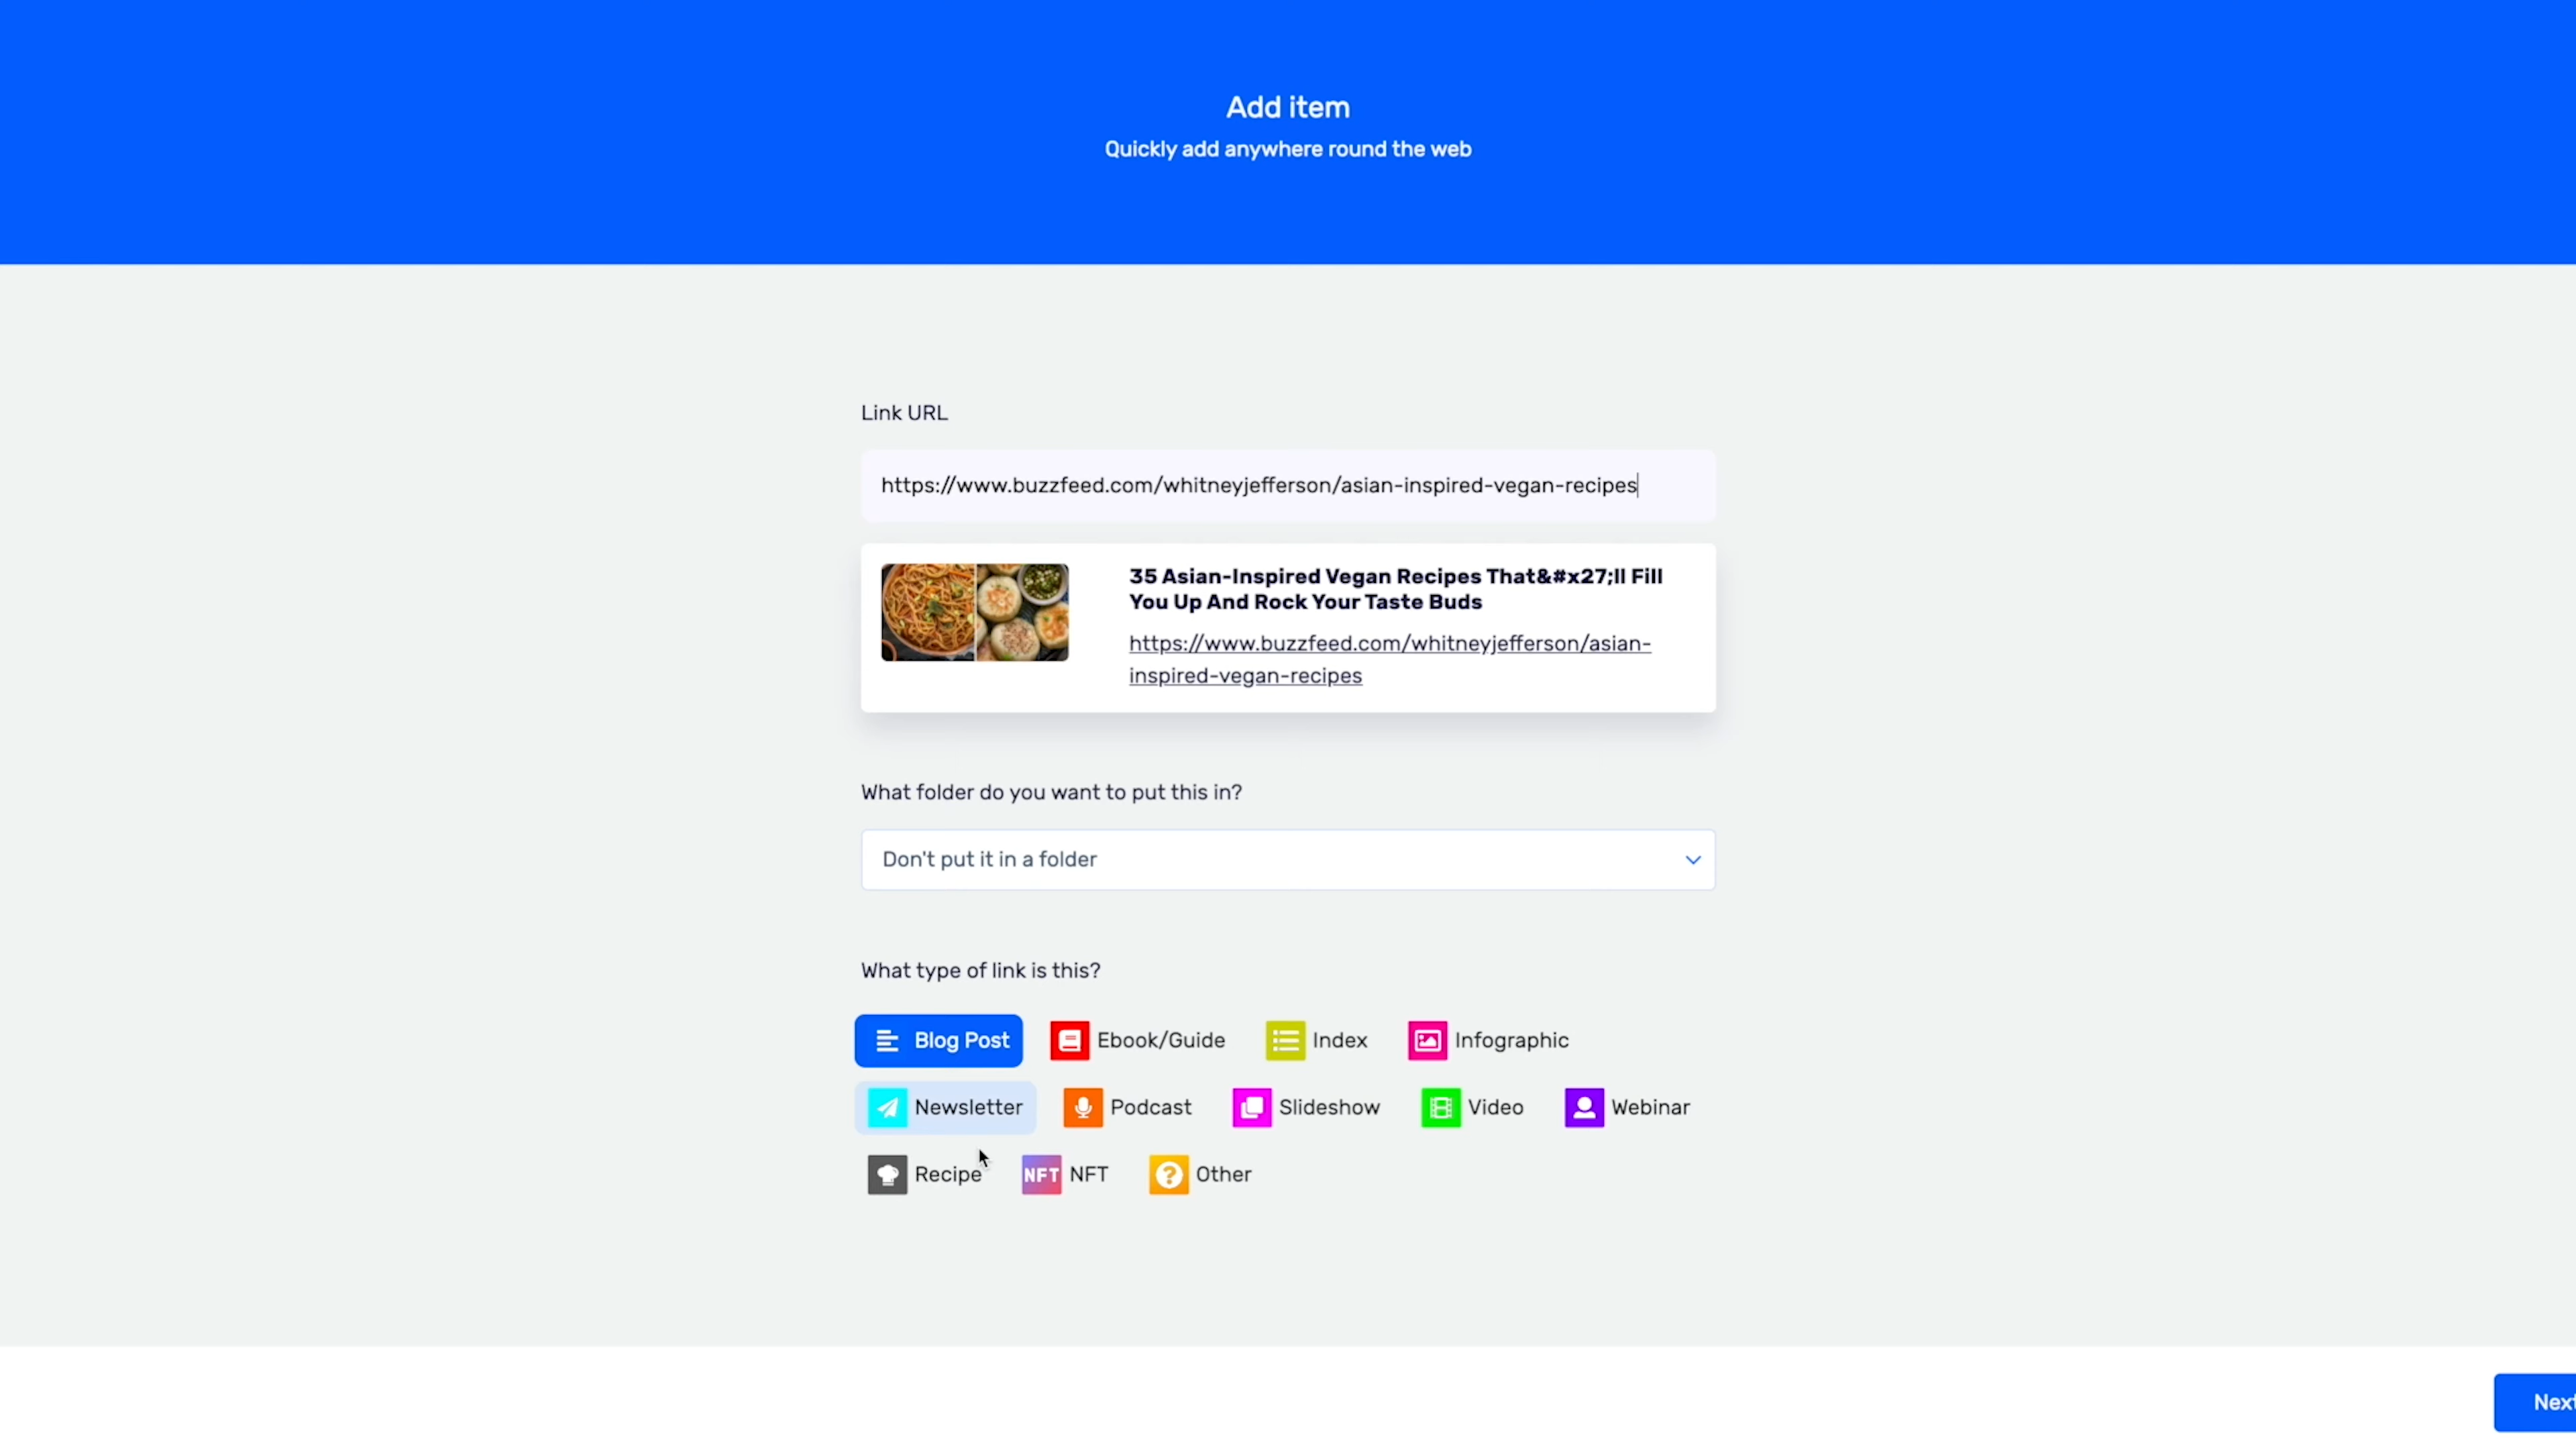 Add item
Quickly add anywhere round the web
Link URL
https://www.buzzfeed.com/whitneyjefferson/asian-inspired-vegan-recipes
35 Asian-Inspired Vegan Recipes That&#x27;ll Fill
You Up And Rock Your Taste Buds
https://www.buzzfeed.com/whitneyjefferson/asian-
inspired-vegan-recipes
What folder do you want to put this in?
Don't put it in a folder
What type of link is this?
Blog Post Ebook/Guide Index Infographic
Newsletter Podcast Slideshow Video Webinar
Recipe NFT NFT Other
Next